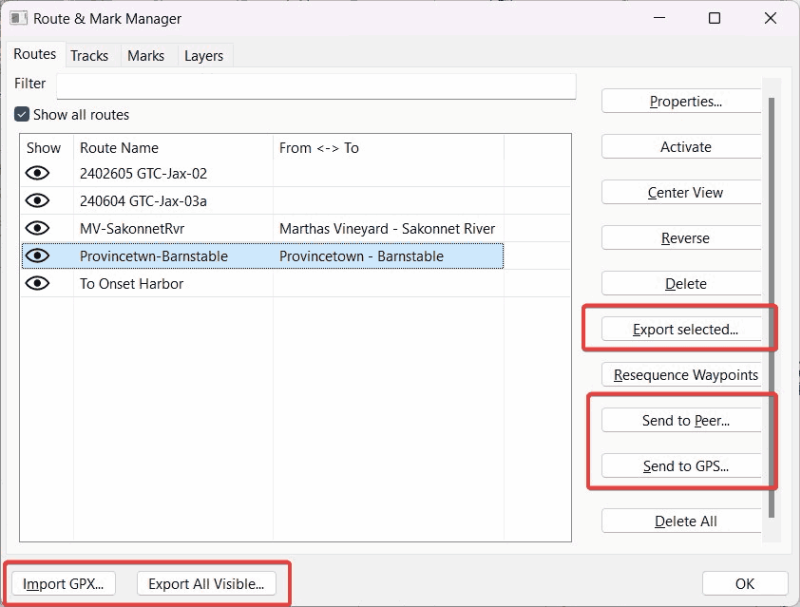 Route & Mark Manager
Routes Tracks Marks Layers
Filter
Show all routes
Show Route Name From <-> To
2402605 GTC-Jax-02
240604 GTC-Jax-03a
MV-SakonnetRvr Marthas Vineyard - Sakonnet River
Provincetwn-Barnstable Provincetown - Barnstable
To Onset Harbor
Properties...
Activate
Center View
Reverse
Delete
Export selected...
Resequence Waypoints
Send to Peer...
Send to GPS...
Delete All
Import GPX... Export All Visible... OK